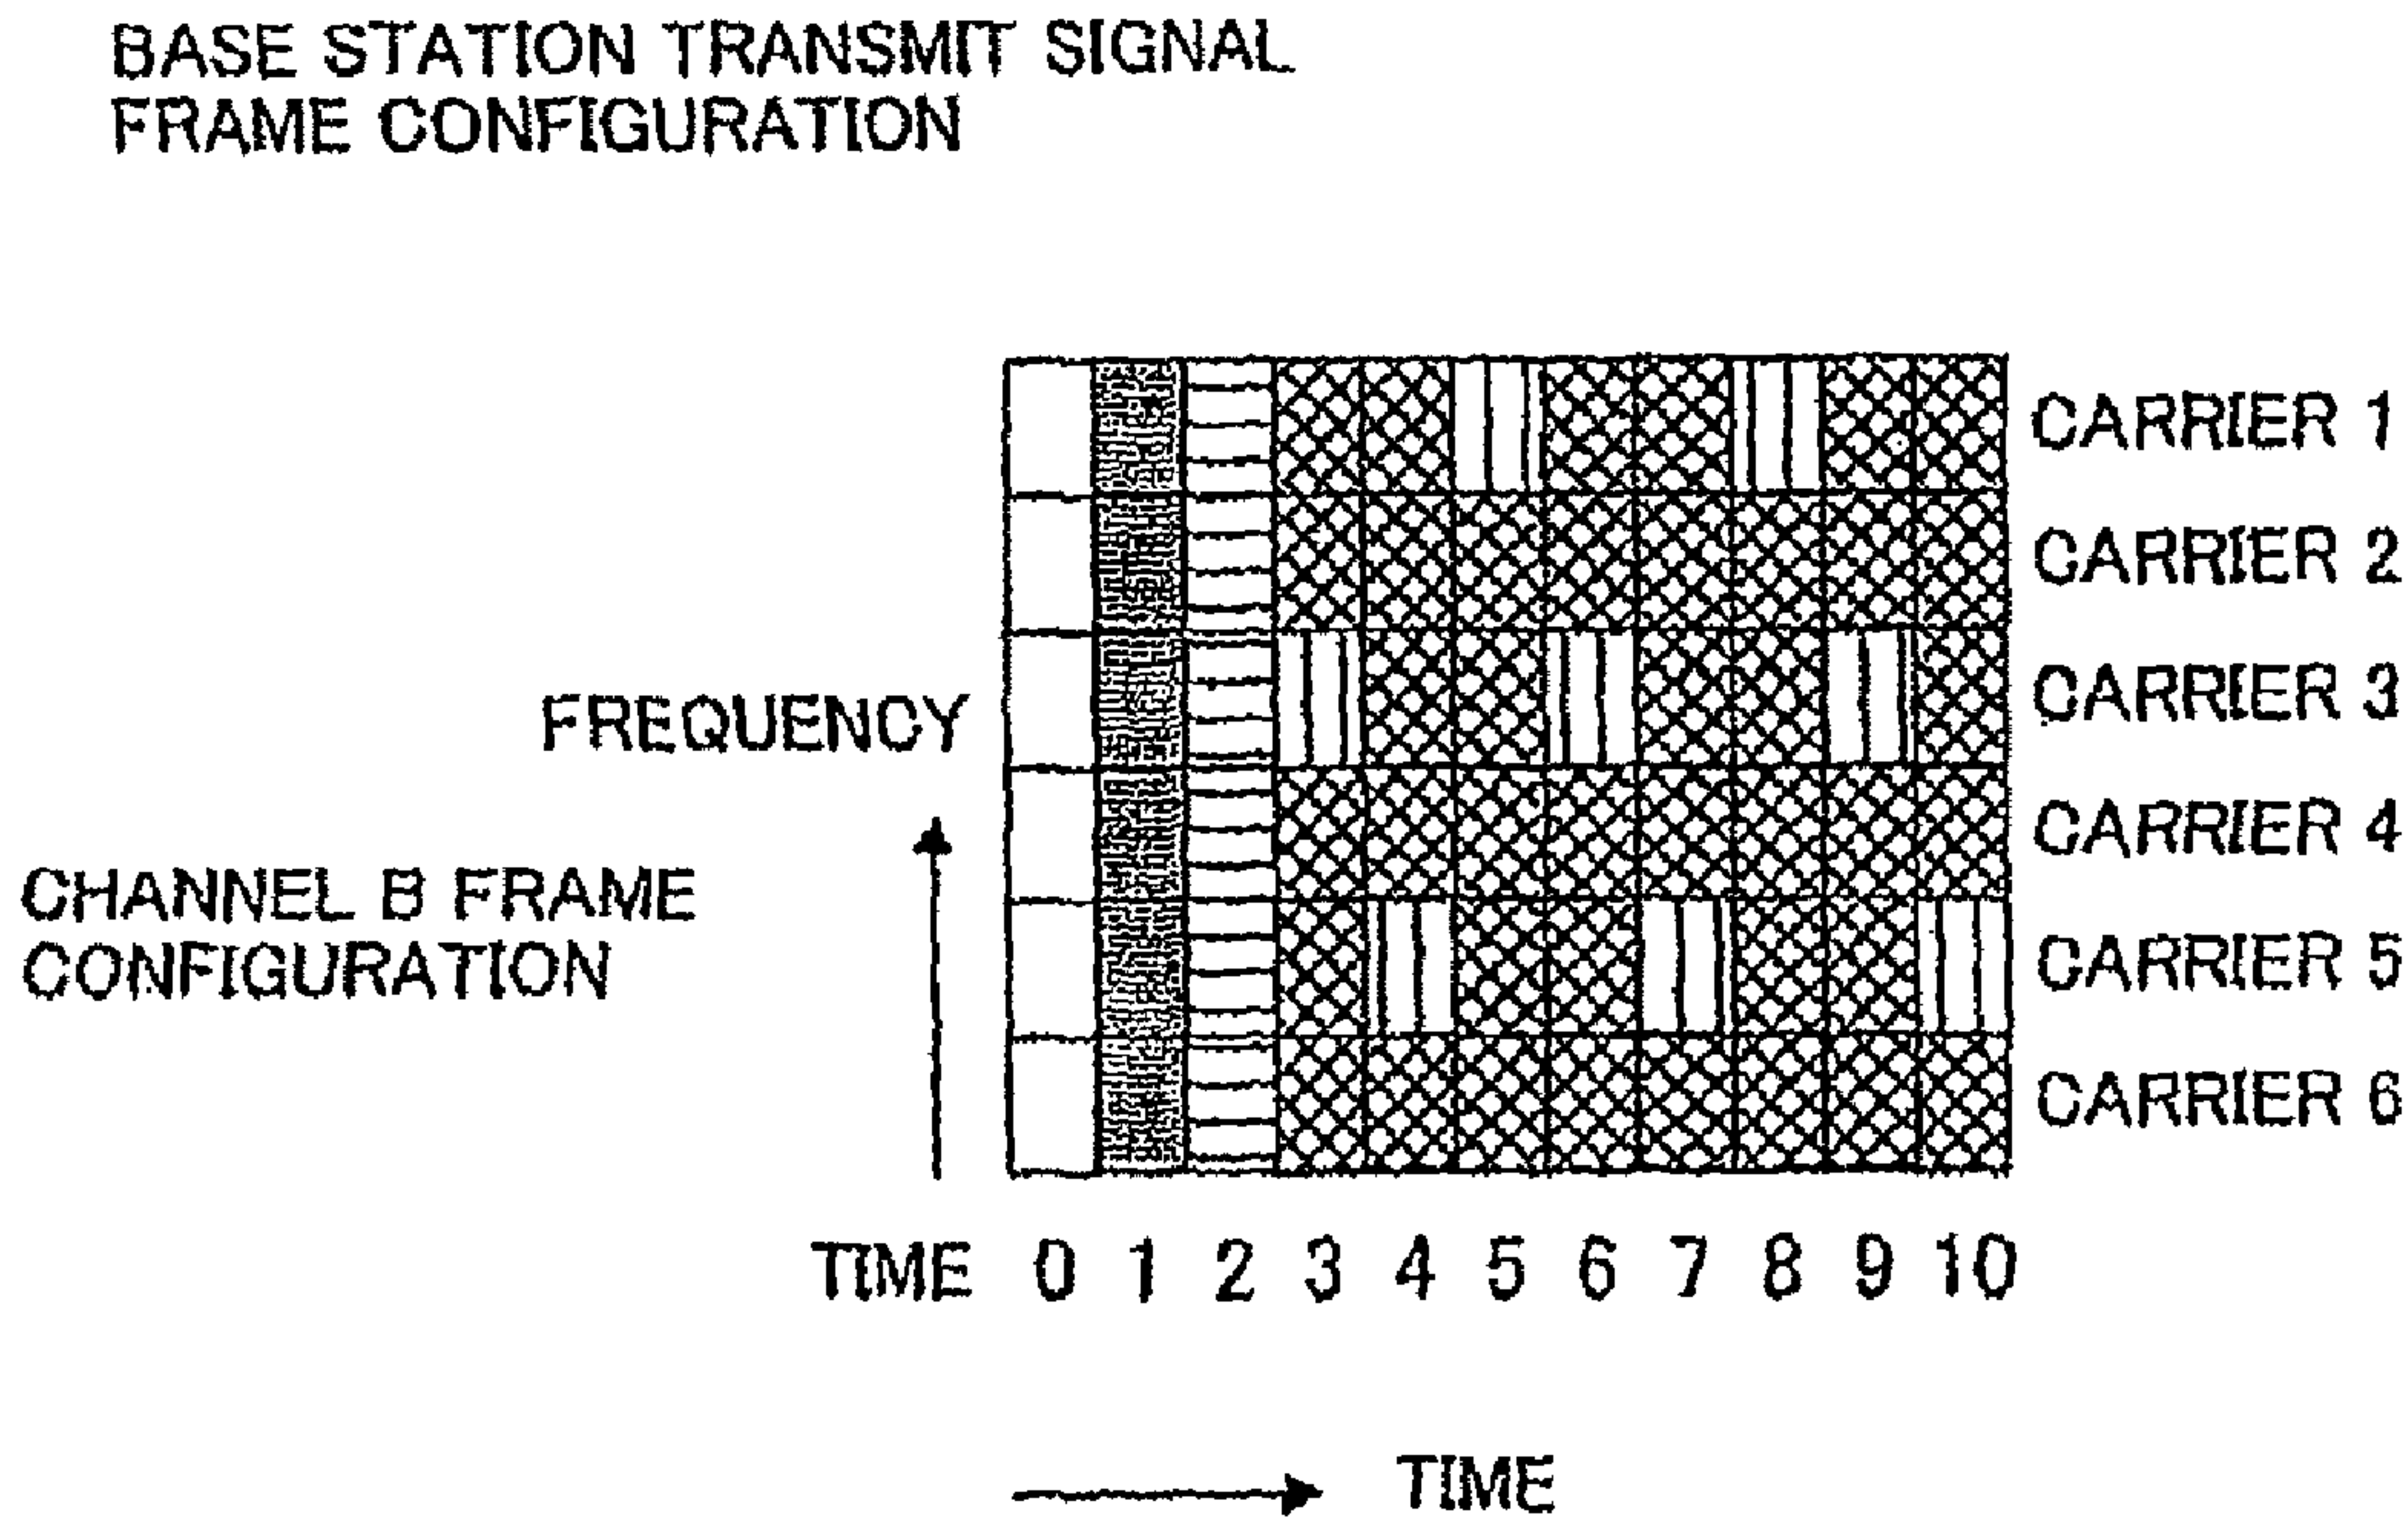 BASE STATION TRANSMIT SIGNAL
FRAME CONFIGURATION
CARRIER 1
CARRIER 2
CARRIER 3
FREQUENCY
CARRIER 4
CHANNEL B FRAME
CONFIGURATION
CARRIER 5
CARRIER 6
TIME 0 1 2 3 4 5 6 7 8 9 10
TIME